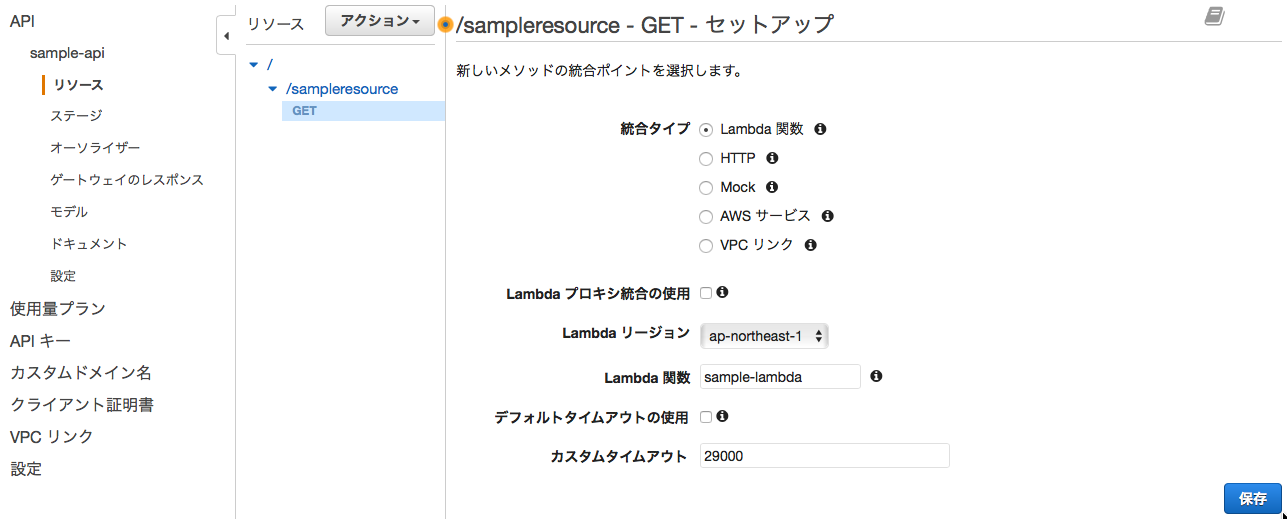 API
sample-api
リソース
ステージ
オーソライザー
ゲートウェイのレスポンス
モデル
ドキュメント
設定
使用量プラン
API キー
カスタムドメイン名
クライアント証明書
VPC リンク
設定
リソース
アクション
/
/sampleresource
GET
/sampleresource - GET - セットアップ
新しいメソッドの統合ポイントを選択します。
統合タイプ Lambda 関数
HTTP
Mock
AWS サービス
VPC リンク
Lambda プロキシ統合の使用
Lambda リージョン ap-northeast-1
Lambda 関数 sample-lambda
デフォルトタイムアウトの使用
カスタムタイムアウト 29000
保存